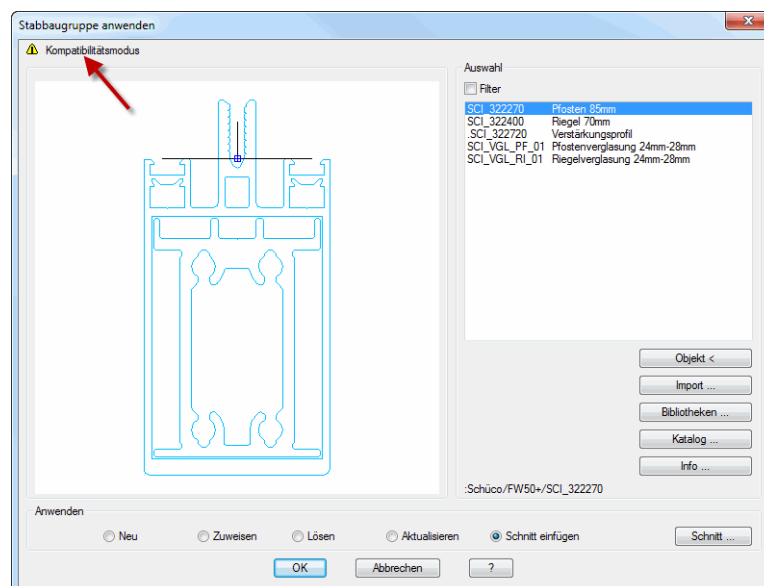 Stabbaugruppe anwenden
Kompatibilitätsmodus
Auswahl
Filter
SCI_322270 Pfosten 85mm
SCI_322400 Riegel 70mm
.SCI_322720 Verstärkungsprofil
SCI_VGL_PF_01 Pfostenverglasung 24mm-28mm
SCI_VGL_RI_01 Riegelverglasung 24mm-28mm
Objekt <
Import ...
Bibliotheken ...
Katalog ...
Info ...
:Schüco/FW50+/SCI_322270
Anwenden
Neu Zuweisen Lösen Aktualisieren Schnitt einfügen Schnitt ...
OK Abbrechen ?